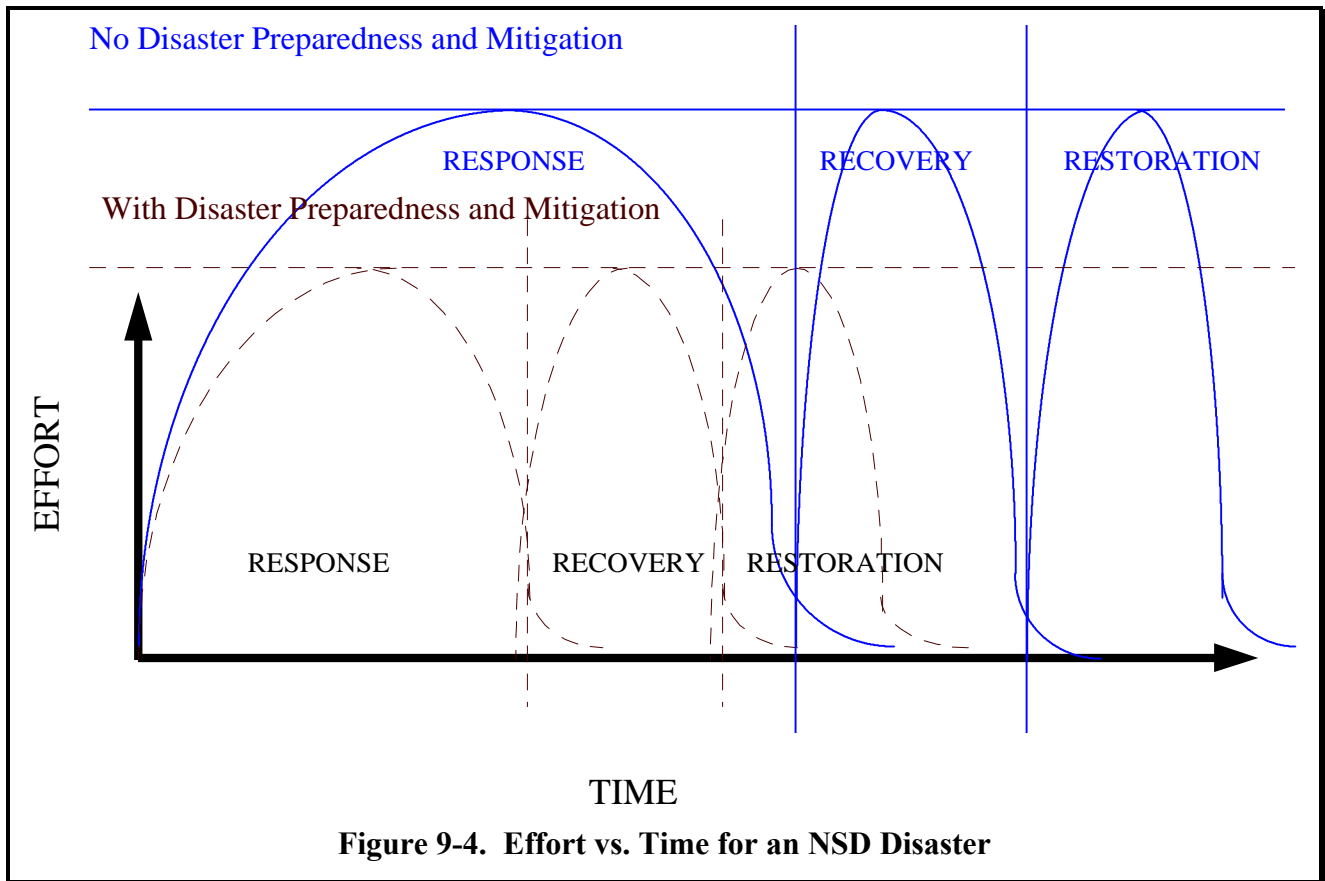 No Disaster Preparedness and Mitigation
RESPONSE
RECOVERY
RESTORATION
With Disaster Preparedness and Mitigation
EFFORT
RESPONSE
RECOVERY
RESTORATION
TIME
Figure 9-4. Effort vs. Time for an NSD Disaster